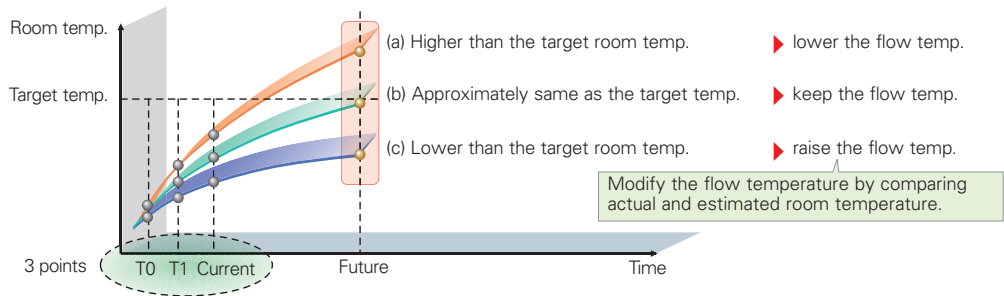 Room temp.
Target temp.
(a) Higher than the target room temp.
lower the flow temp.
(b) Approximately same as the target temp.
keep the flow temp.
(c) Lower than the target room temp.
raise the flow temp.
Modify the flow temperature by comparing
actual and estimated room temperature.
3 points
T0 T1 Current
Future
Time